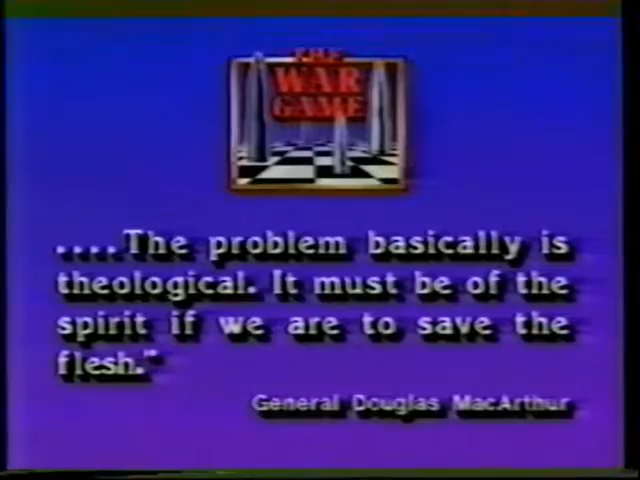 THE
WAR
GAME
....The problem basically is
theological. It must be of the
spirit if we are to save the
flesh."
General Douglas MacArthur